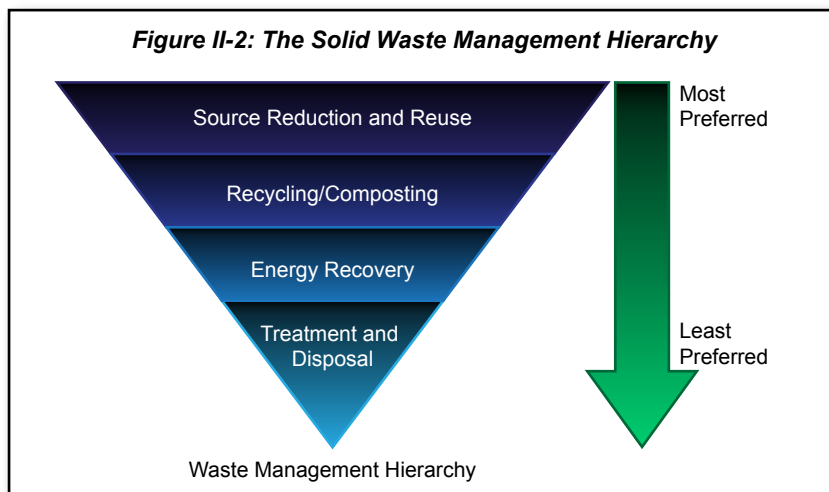 Figure II-2: The Solid Waste Management Hierarchy
Source Reduction and Reuse
Recycling/Composting
Energy Recovery
Treatment and
Disposal
Most
Preferred
Least
Preferred
Waste Management Hierarchy